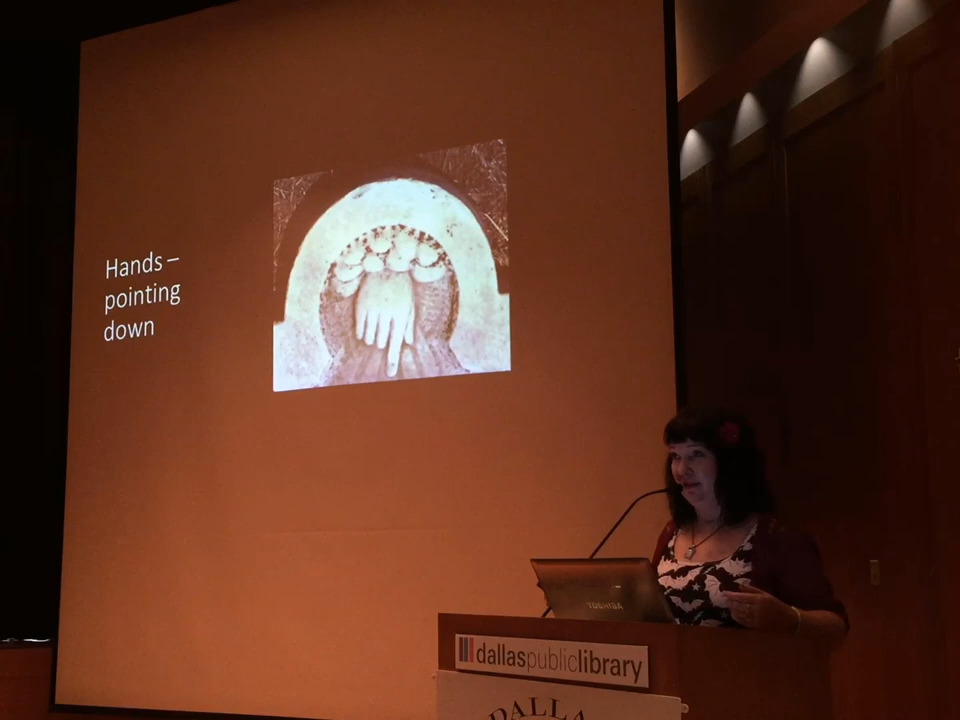 Hands –
pointing
down
TOSHIBA
dallaspubliclibrary